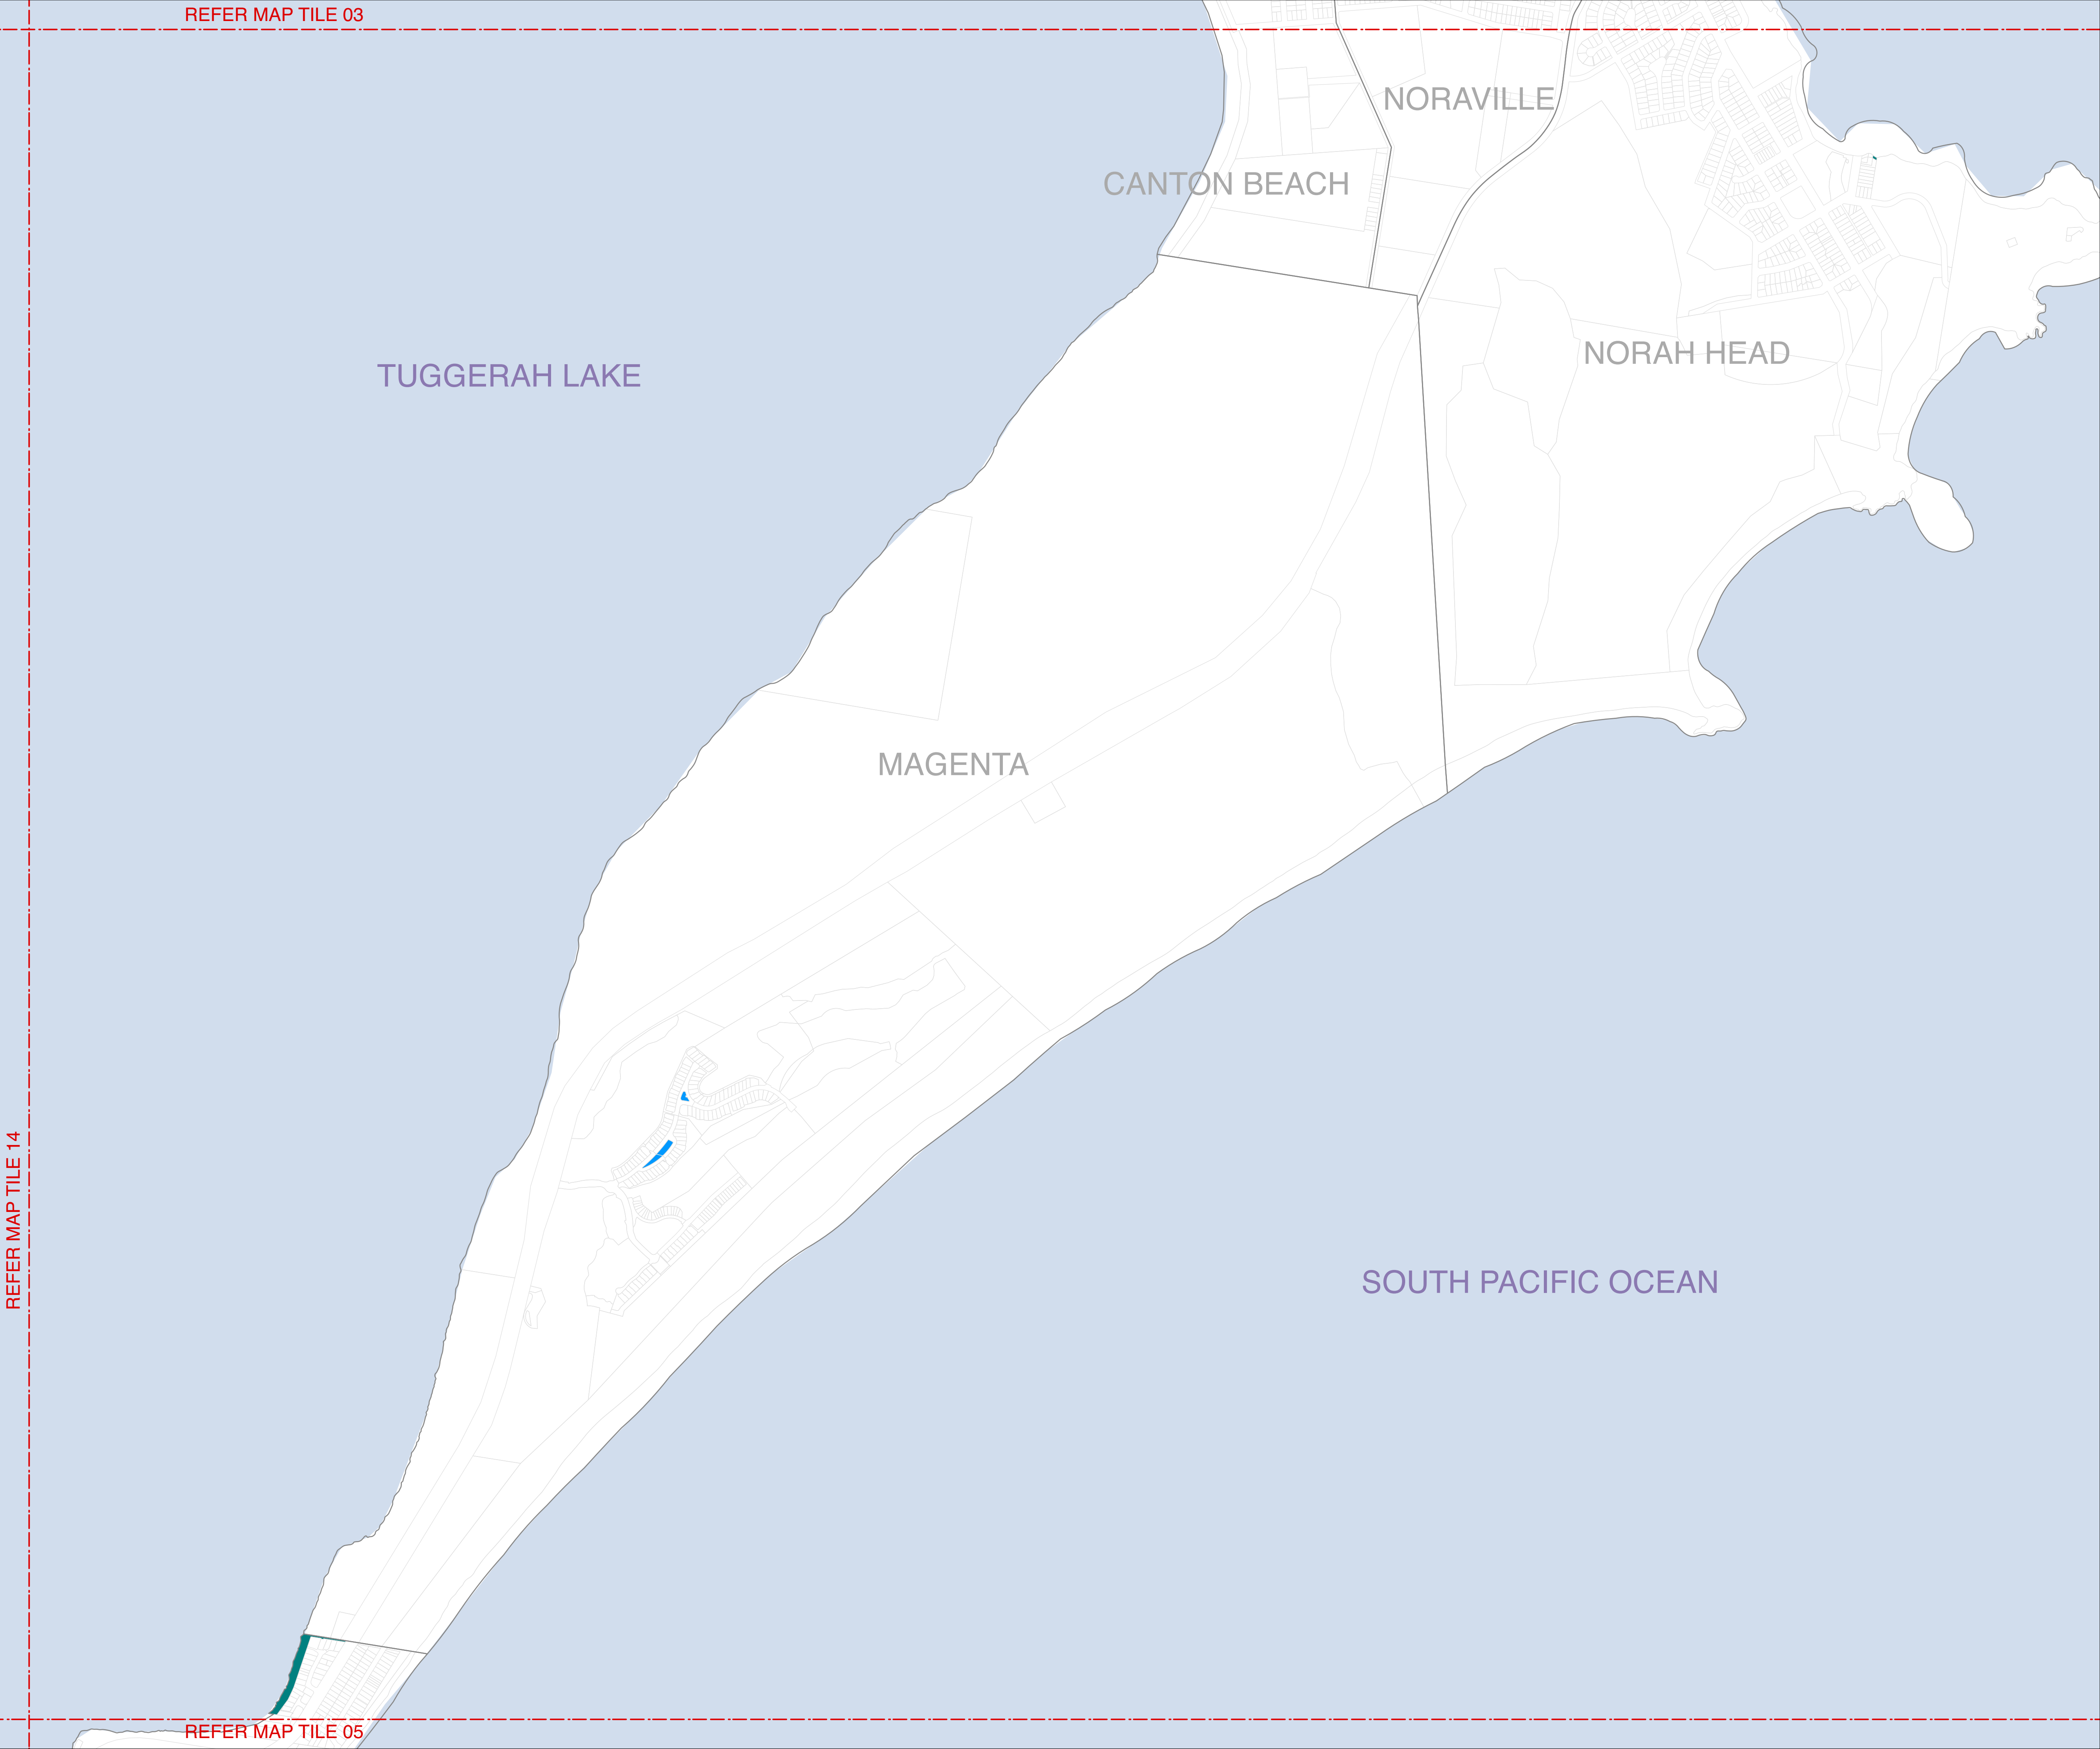 REFER MAP TILE 03
NORAVILLE
CANTON BEACH
NORAH HEAD
TUGGERAH LAKE
MAGENTA
REFER MAP TILE 14
SOUTH PACIFIC OCEAN
REFER MAP TILE 05